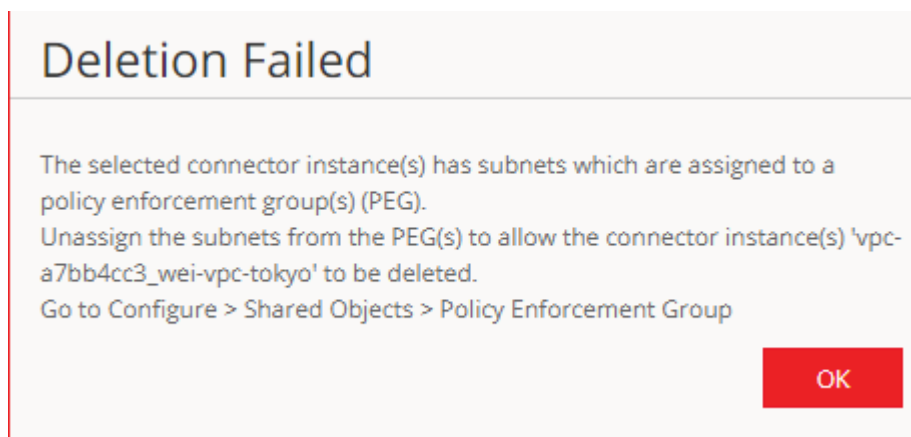 Deletion Failed
The selected connector instance(s) has subnets which are assigned to a
policy enforcement group(s) (PEG).
Unassign the subnets from the PEG(s) to allow the connector instance(s) 'vpc-
a7bb4cc3_wei-vpc-tokyo' to be deleted.
Go to Configure > Shared Objects > Policy Enforcement Group
OK